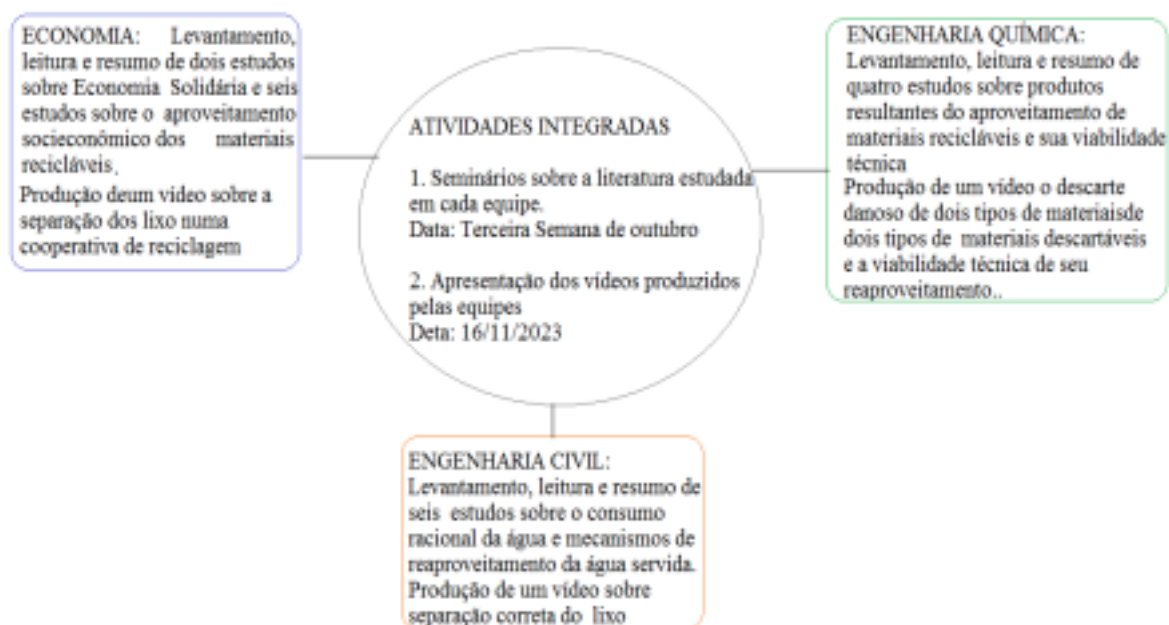 ECONOMIA: Levantamento,
leitura e resumo de dois estudos
sobre Economia Solidária e seis
estudos sobre o aproveitamento
socieconômico dos materiais
recicláveis.
Produção deum vídeo sobre a
separação dos lixo numa
cooperativa de reciclagem
ATIVIDADES INTEGRADAS
1. Seminários sobre a literatura estudada
em cada equipe.
Data: Terceira Semana de outubro
2. Apresentação dos vídeos produzidos
pelas equipes
Deta: 16/11/2023
ENGENHARIA QUÍMICA:
Levantamento, leitura e resumo de
quatro estudos sobre produtos
resultantes do aproveitamento de
materiais recicláveis e sua viabilidade
técnica
Produção de um vídeo o descarte
danoso de dois tipos de materiaisde
dois tipos de materiais descartáveis
e a viabilidade técnica de seu
reaproveitamento..
ENGENHARIA CIVIL:
Levantamento, leitura e resumo de
seis estudos sobre o consumo
racional da água e mecanismos de
reaproveitamento da água servida.
Produção de um vídeo sobre
separação correta do lixo